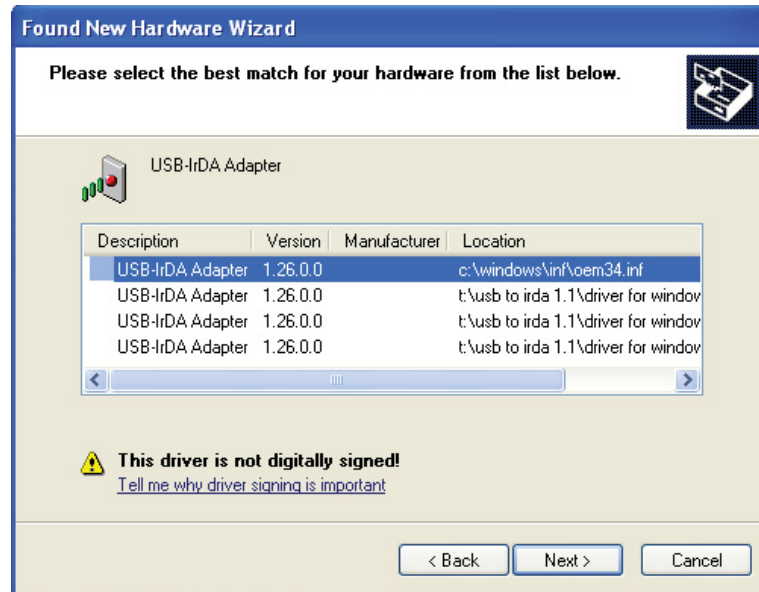 Found New Hardware Wizard
Please select the best match for your hardware from the list below.
USB-IrDA Adapter
Description Version Manufacturer Location
USB-IrDA Adapter 1.26.0.0 c:\windows\inf\oem34.inf
USB-IrDA Adapter 1.26.0.0 t:\usb to irda 1.1\driver for window
USB-IrDA Adapter 1.26.0.0 t:\usb to irda 1.1\driver for window
USB-IrDA Adapter 1.26.0.0 t:\usb to irda 1.1\driver for window
This driver is not digitally signed!
Tell me why driver signing is important
< Back Next > Cancel